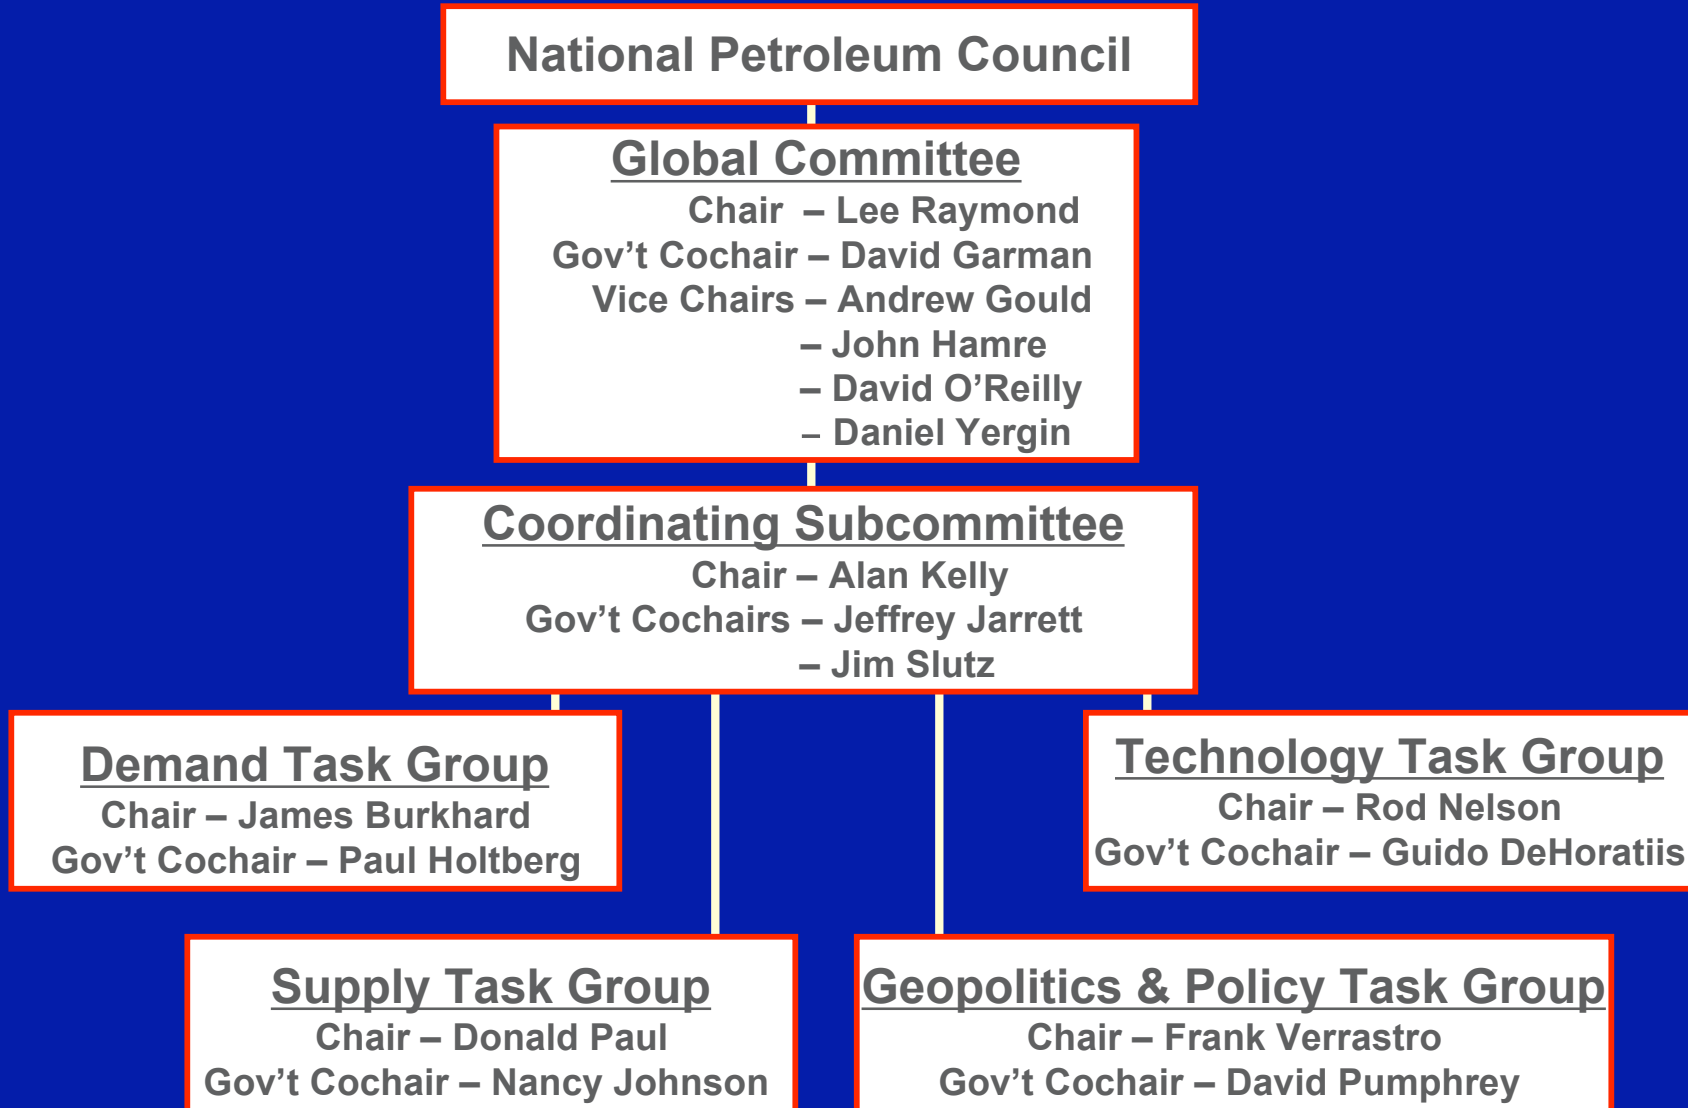 National Petroleum Council
Global Committee
Chair – Lee Raymond
Gov’t Cochair – David Garman
Vice Chairs – Andrew Gould
– John Hamre
– David O’Reilly
– Daniel Yergin
Coordinating Subcommittee
Chair – Alan Kelly
Gov’t Cochairs – Jeffrey Jarrett
– Jim Slutz
Demand Task Group
Chair – James Burkhard
Gov’t Cochair – Paul Holtberg
Technology Task Group
Chair – Rod Nelson
Gov’t Cochair – Guido DeHoratiis
Supply Task Group
Chair – Donald Paul
Gov’t Cochair – Nancy Johnson
Geopolitics & Policy Task Group
Chair – Frank Verrastro
Gov’t Cochair – David Pumphrey